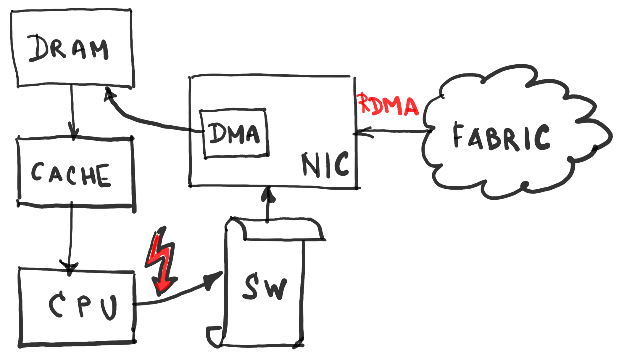 DRAM
RDMA
DMA
FABRIC
NIC
CACHE
SW
CPU